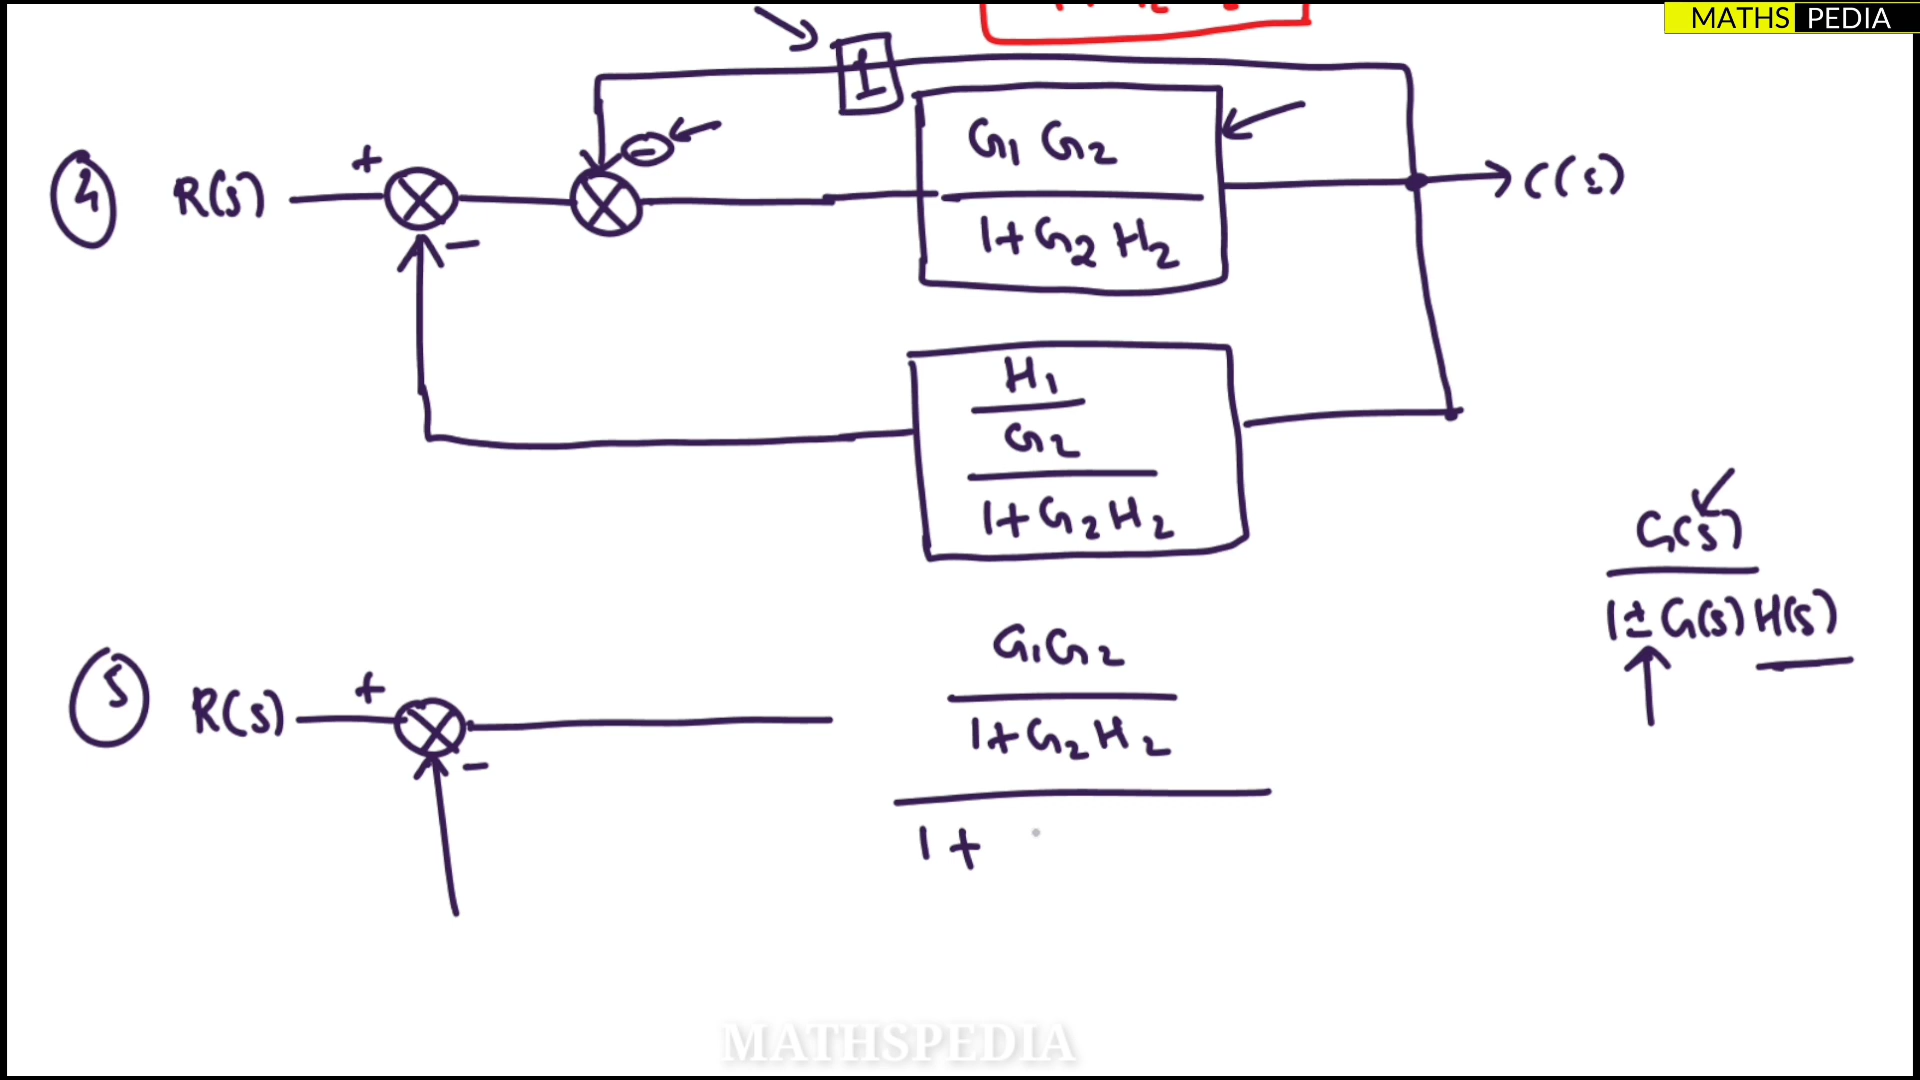 MATHS PEDIA
1
4 R(s) + - - G1 G2 C(s)
1+G2 H2
H1
G2
1+G2H2
G(s)
1± G(s) H(s)
5 R(s) + - G1G2
1+G2H2
1 +
MATHSPEDIA